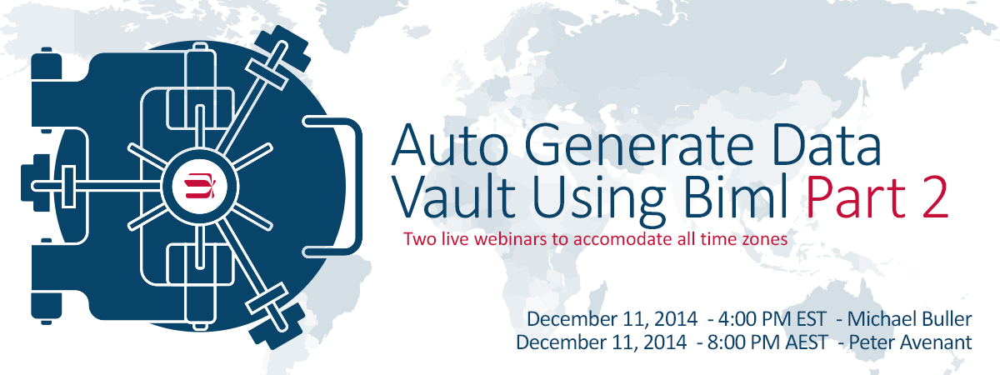 Auto Generate Data
Vault Using Biml Part 2
Two live webinars to accomodate all time zones
December 11, 2014 - 4:00 PM EST - Michael Buller
December 11, 2014 - 8:00 PM AEST - Peter Avenant